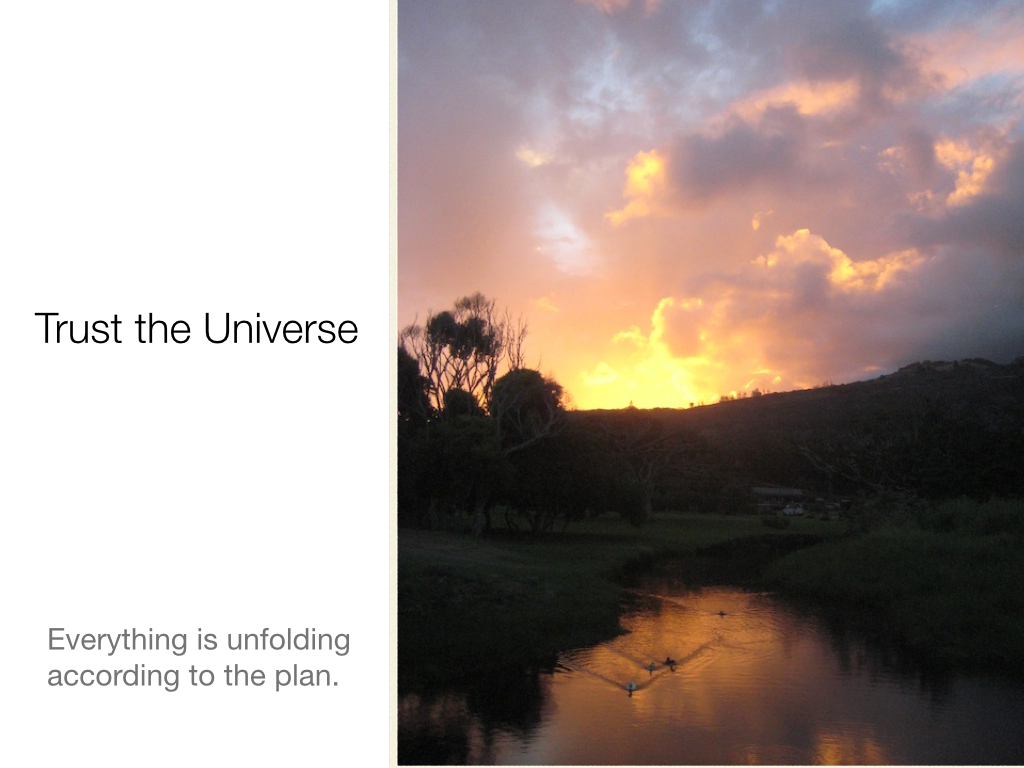 Trust the Universe
Everything is unfolding
according to the plan.